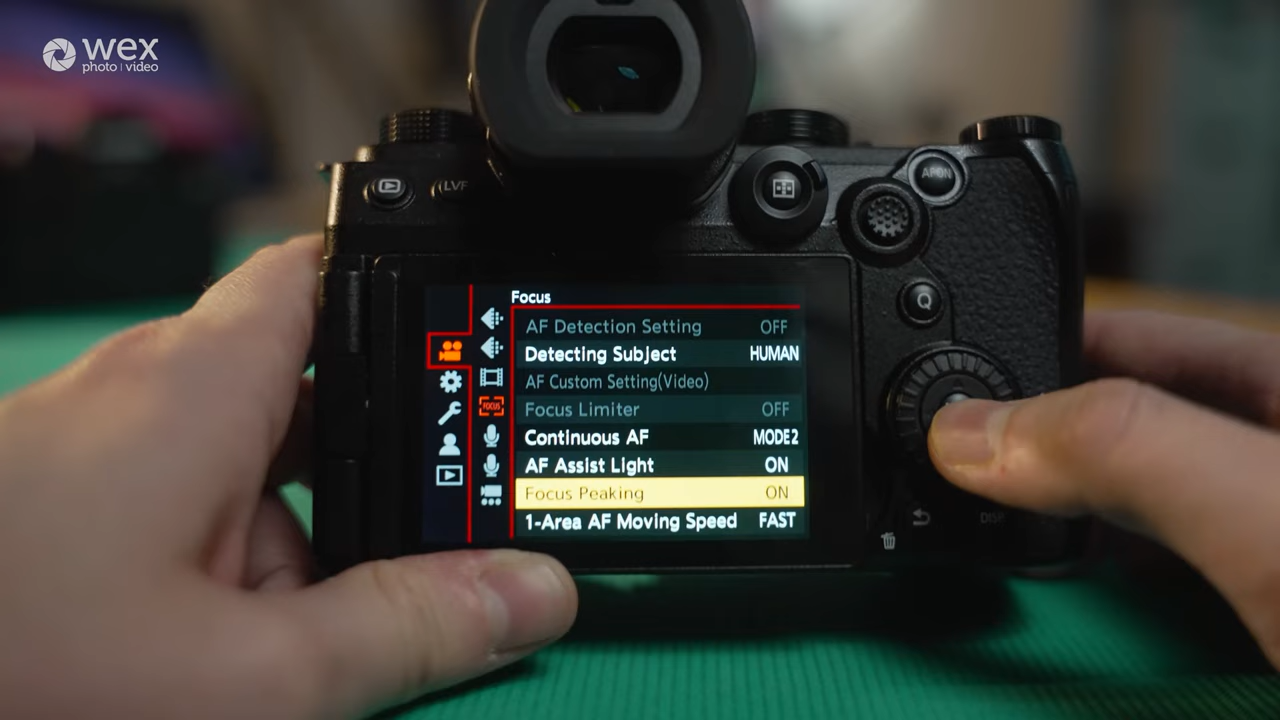 wex
photo | video
LVF
AF ON
Q
Focus
AF Detection Setting OFF
Detecting Subject HUMAN
AF Custom Setting(Video)
Focus Limiter OFF
Continuous AF MODE2
AF Assist Light ON
FOCUS
Focus Peaking ON
1-Area AF Moving Speed FAST
DISP.